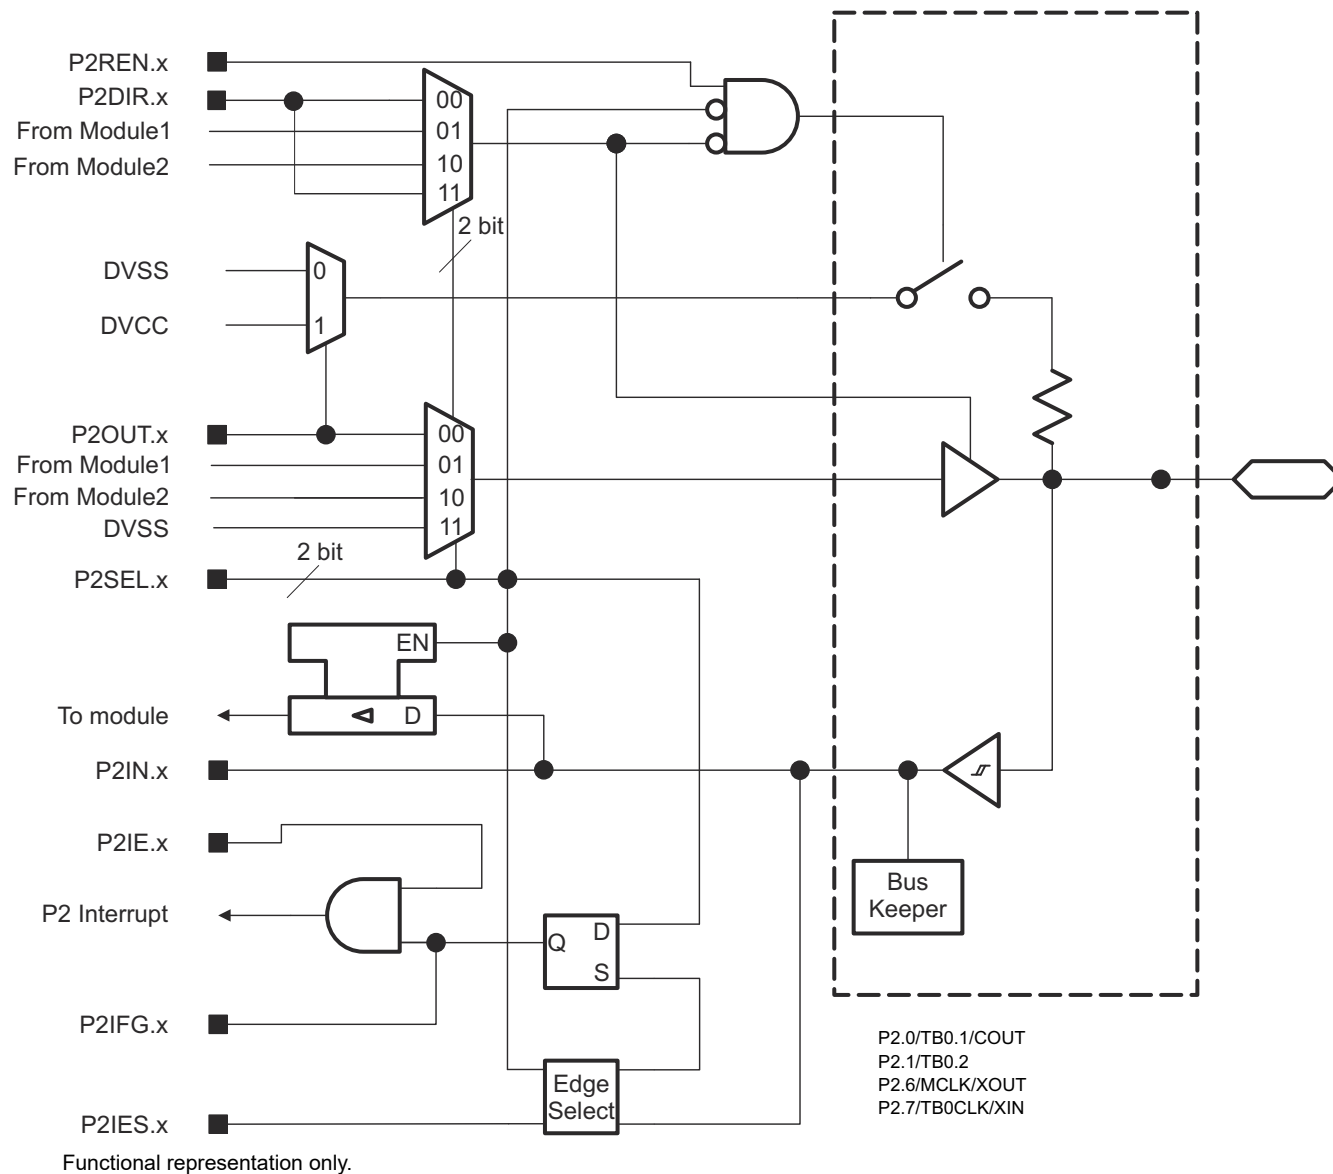 P2REN.x
P2DIR.x
From Module1
From Module2
00
01
10
11
2 bit
DVSS
DVCC
0
1
P2OUT.x
From Module1
From Module2
DVSS
00
01
10
11
2 bit
P2SEL.x
EN
To module
D
P2IN.x
P2IE.x
Bus
Keeper
P2 Interrupt
Q
D
S
P2IFG.x
P2.0/TB0.1/COUT
P2.1/TB0.2
P2.6/MCLK/XOUT
P2.7/TB0CLK/XIN
Edge
Select
P2IES.x
Functional representation only.